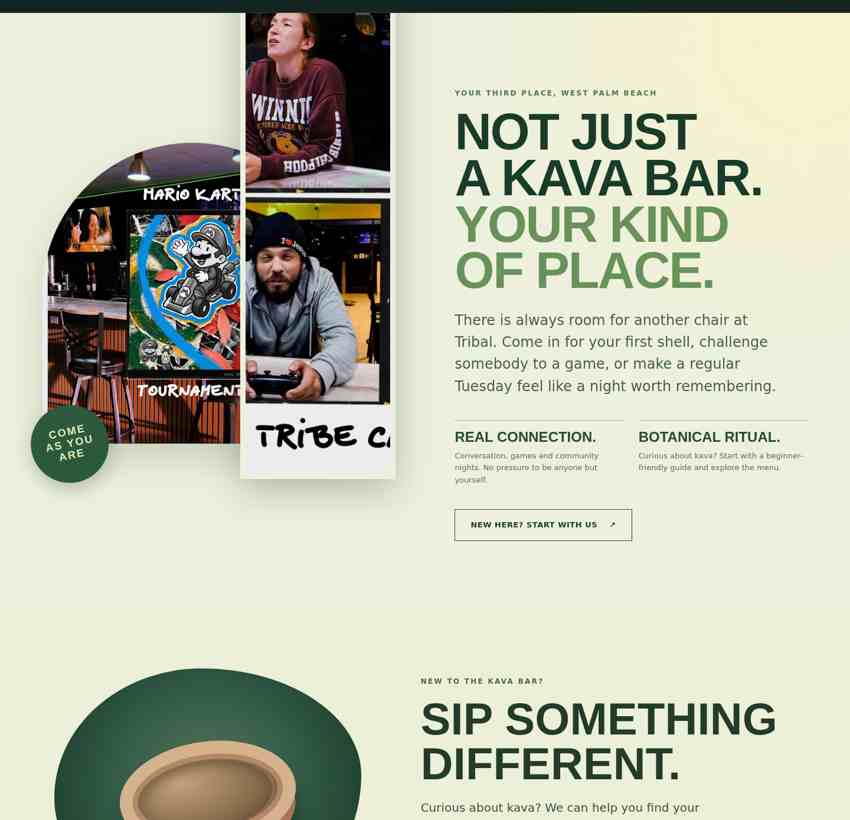 WINNIE
MARIO KART
TOURNAMENT
TRIBE
COME
AS YOU
ARE
YOUR THIRD PLACE, WEST PALM BEACH
NOT JUST
A KAVA BAR.
YOUR KIND
OF PLACE.
There is always room for another chair at
Tribal. Come in for your first shell, challenge
somebody to a game, or make a regular
Tuesday feel like a night worth remembering.
REAL CONNECTION.
Conversation, games and community
nights. No pressure to be anyone but
yourself.
BOTANICAL RITUAL.
Curious about kava? Start with a beginner-
friendly guide and explore the menu.
NEW HERE? START WITH US ↗
NEW TO THE KAVA BAR?
SIP SOMETHING
DIFFERENT.
Curious about kava? We can help you find your